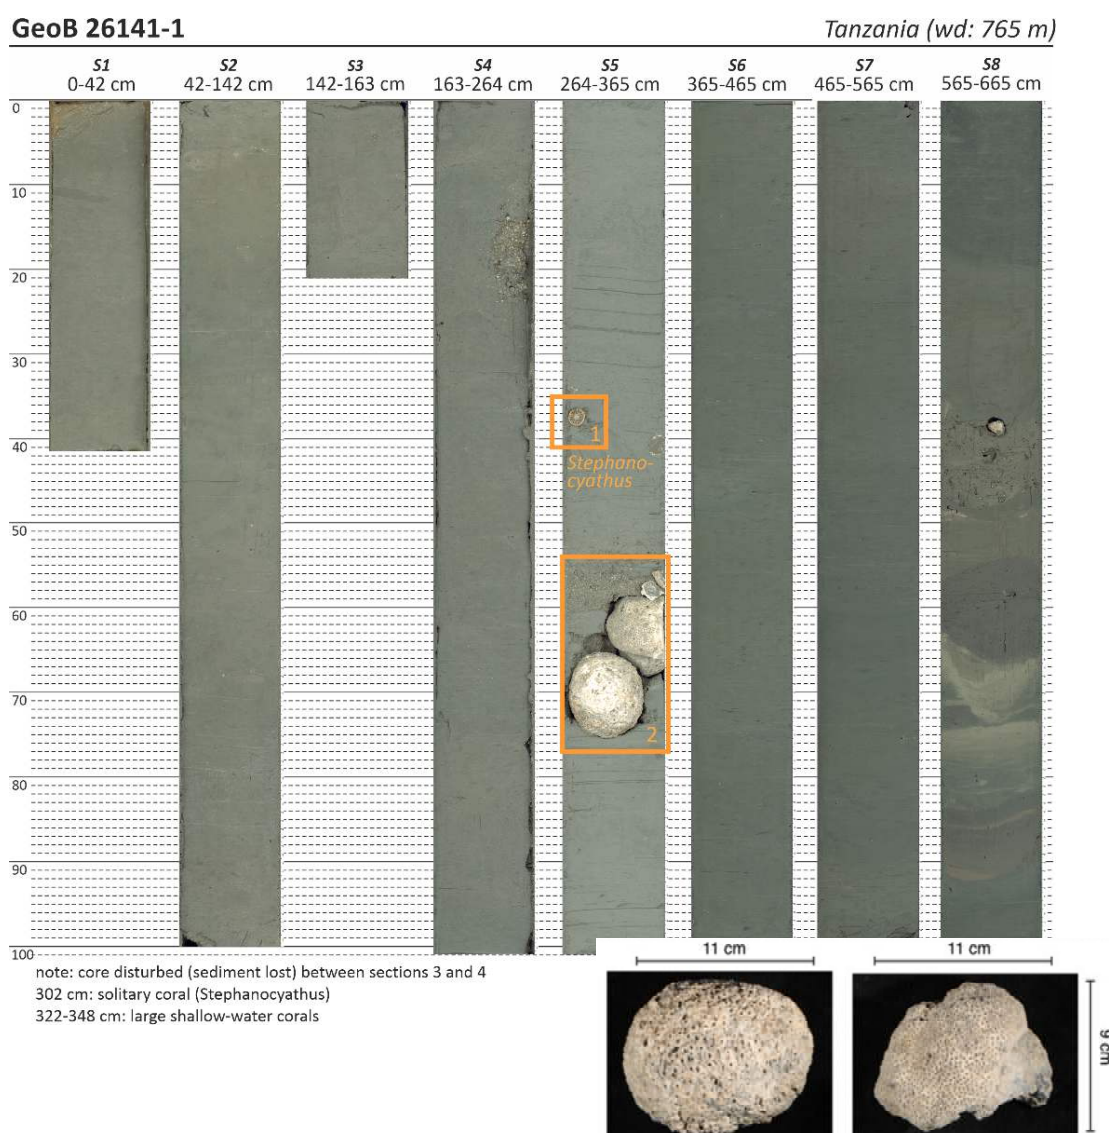 GeoB 26141-1
Tanzania (wd: 765 m)
S1 S2 S3 S4 S5 S6 S7 S8
0-42 cm 42-142 cm 142-163 cm 163-264 cm 264-365 cm 365-465 cm 465-565 cm 565-665 cm
0
10
20
30
1
40
Stephano-
cyathus
50
60
70
2
80
90
100
note: core disturbed (sediment lost) between sections 3 and 4
302 cm: solitary coral (Stephanocyathus)
322-348 cm: large shallow-water corals
11 cm 11 cm
9 cm